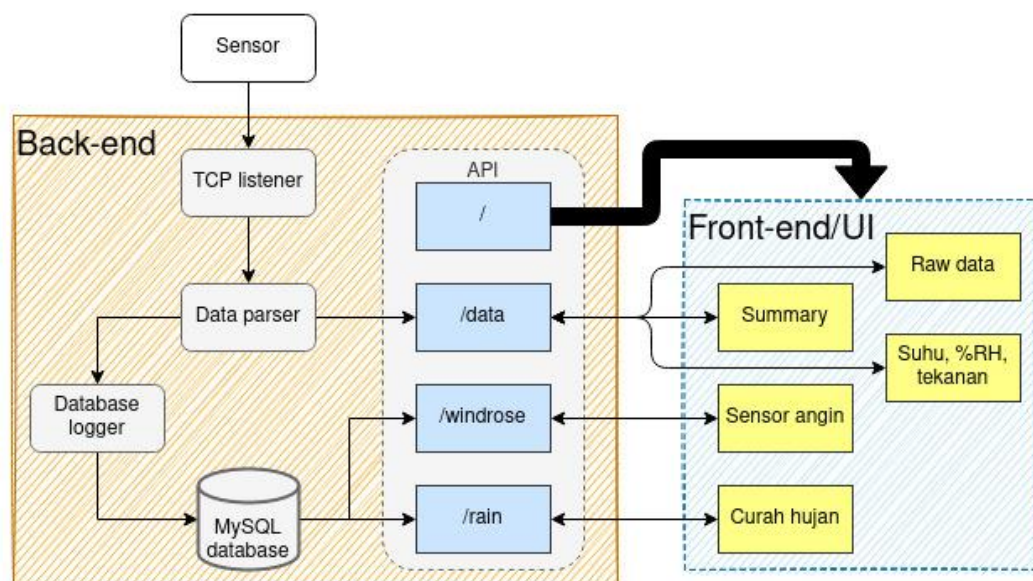 Sensor
Back-end
TCP listener
API
/
Front-end/UI
Raw data
Data parser
/data
Summary
Suhu, %RH,
tekanan
Database
logger
/windrose
Sensor angin
MySQL
database
/rain
Curah hujan